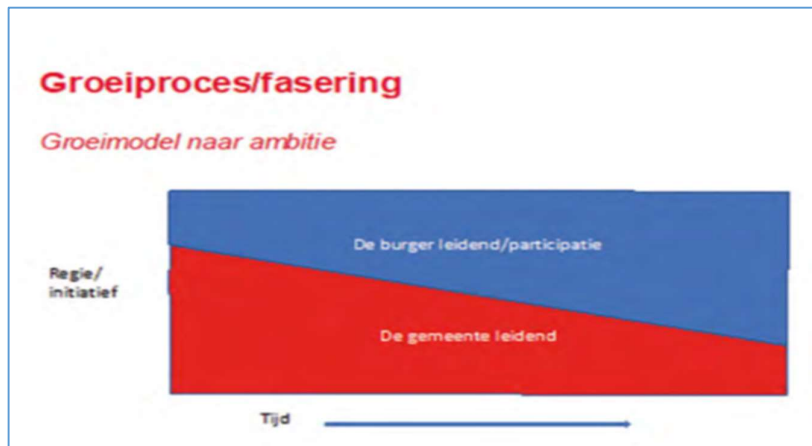 Groeiproces/fasering
Groeimodel naar ambitie
De burger leidend/participatie
Regie/
initiatief
De gemeente leidend
Tijd